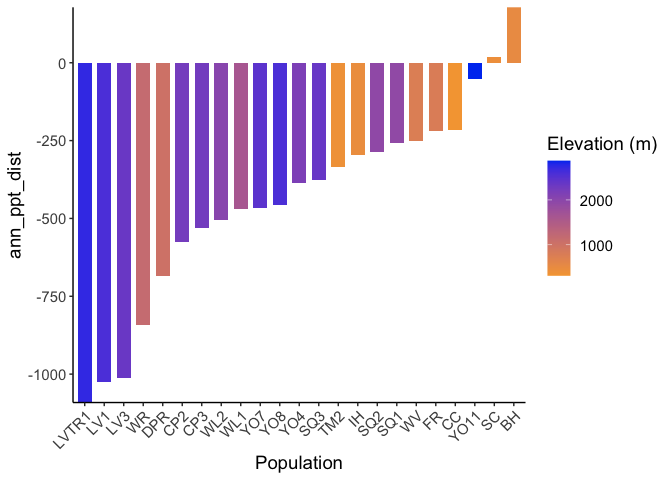 0
-250
-500
-750
-1000
ann_ppt_dist
LVTR1
LV1
LV3
WR
DPR
CP2
CP3
WL2
WL1
YO7
YO8
YO4
SQ3
TM2
IH
SQ2
SQ1
WV
FR
CC
YO11
SC
BH
Population
Elevation (m)
2000
1000